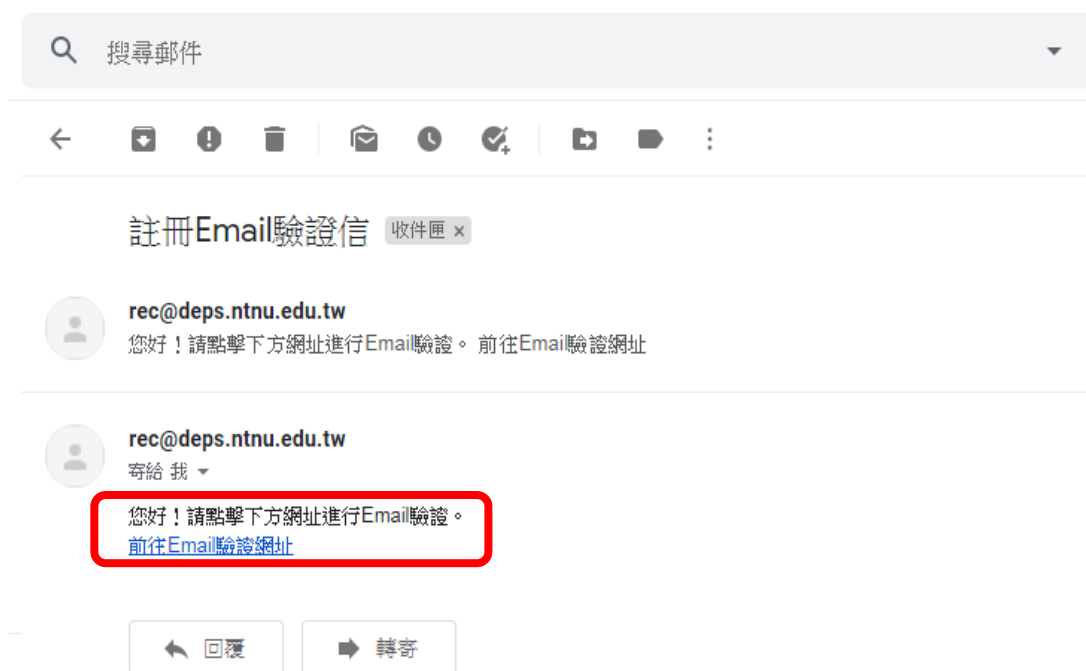 搜尋郵件
註冊Email驗證信 收件匣 ×
rec@deps.ntnu.edu.tw
您好！請點擊下方網址進行Email驗證。 前往Email驗證網址
rec@deps.ntnu.edu.tw
寄給 我
您好！請點擊下方網址進行Email驗證。
前往Email驗證網址
回覆 轉寄